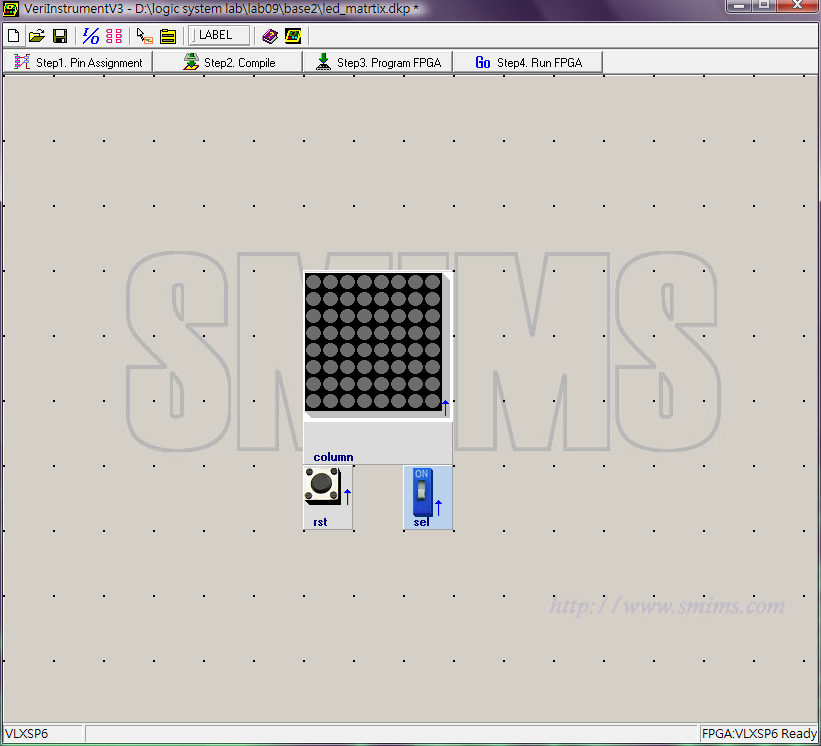 VeriInstrumentV3 - D:\logic system lab\lab09\base2\led_matrtix.dkp *
I/O LABEL
Step1. Pin Assignment Step2. Compile Step3. Program FPGA Go Step4. Run FPGA
SMIMS
column
ON
rst sel
http://www.smims.com
VLXSP6 FPGA:VLXSP6 Ready